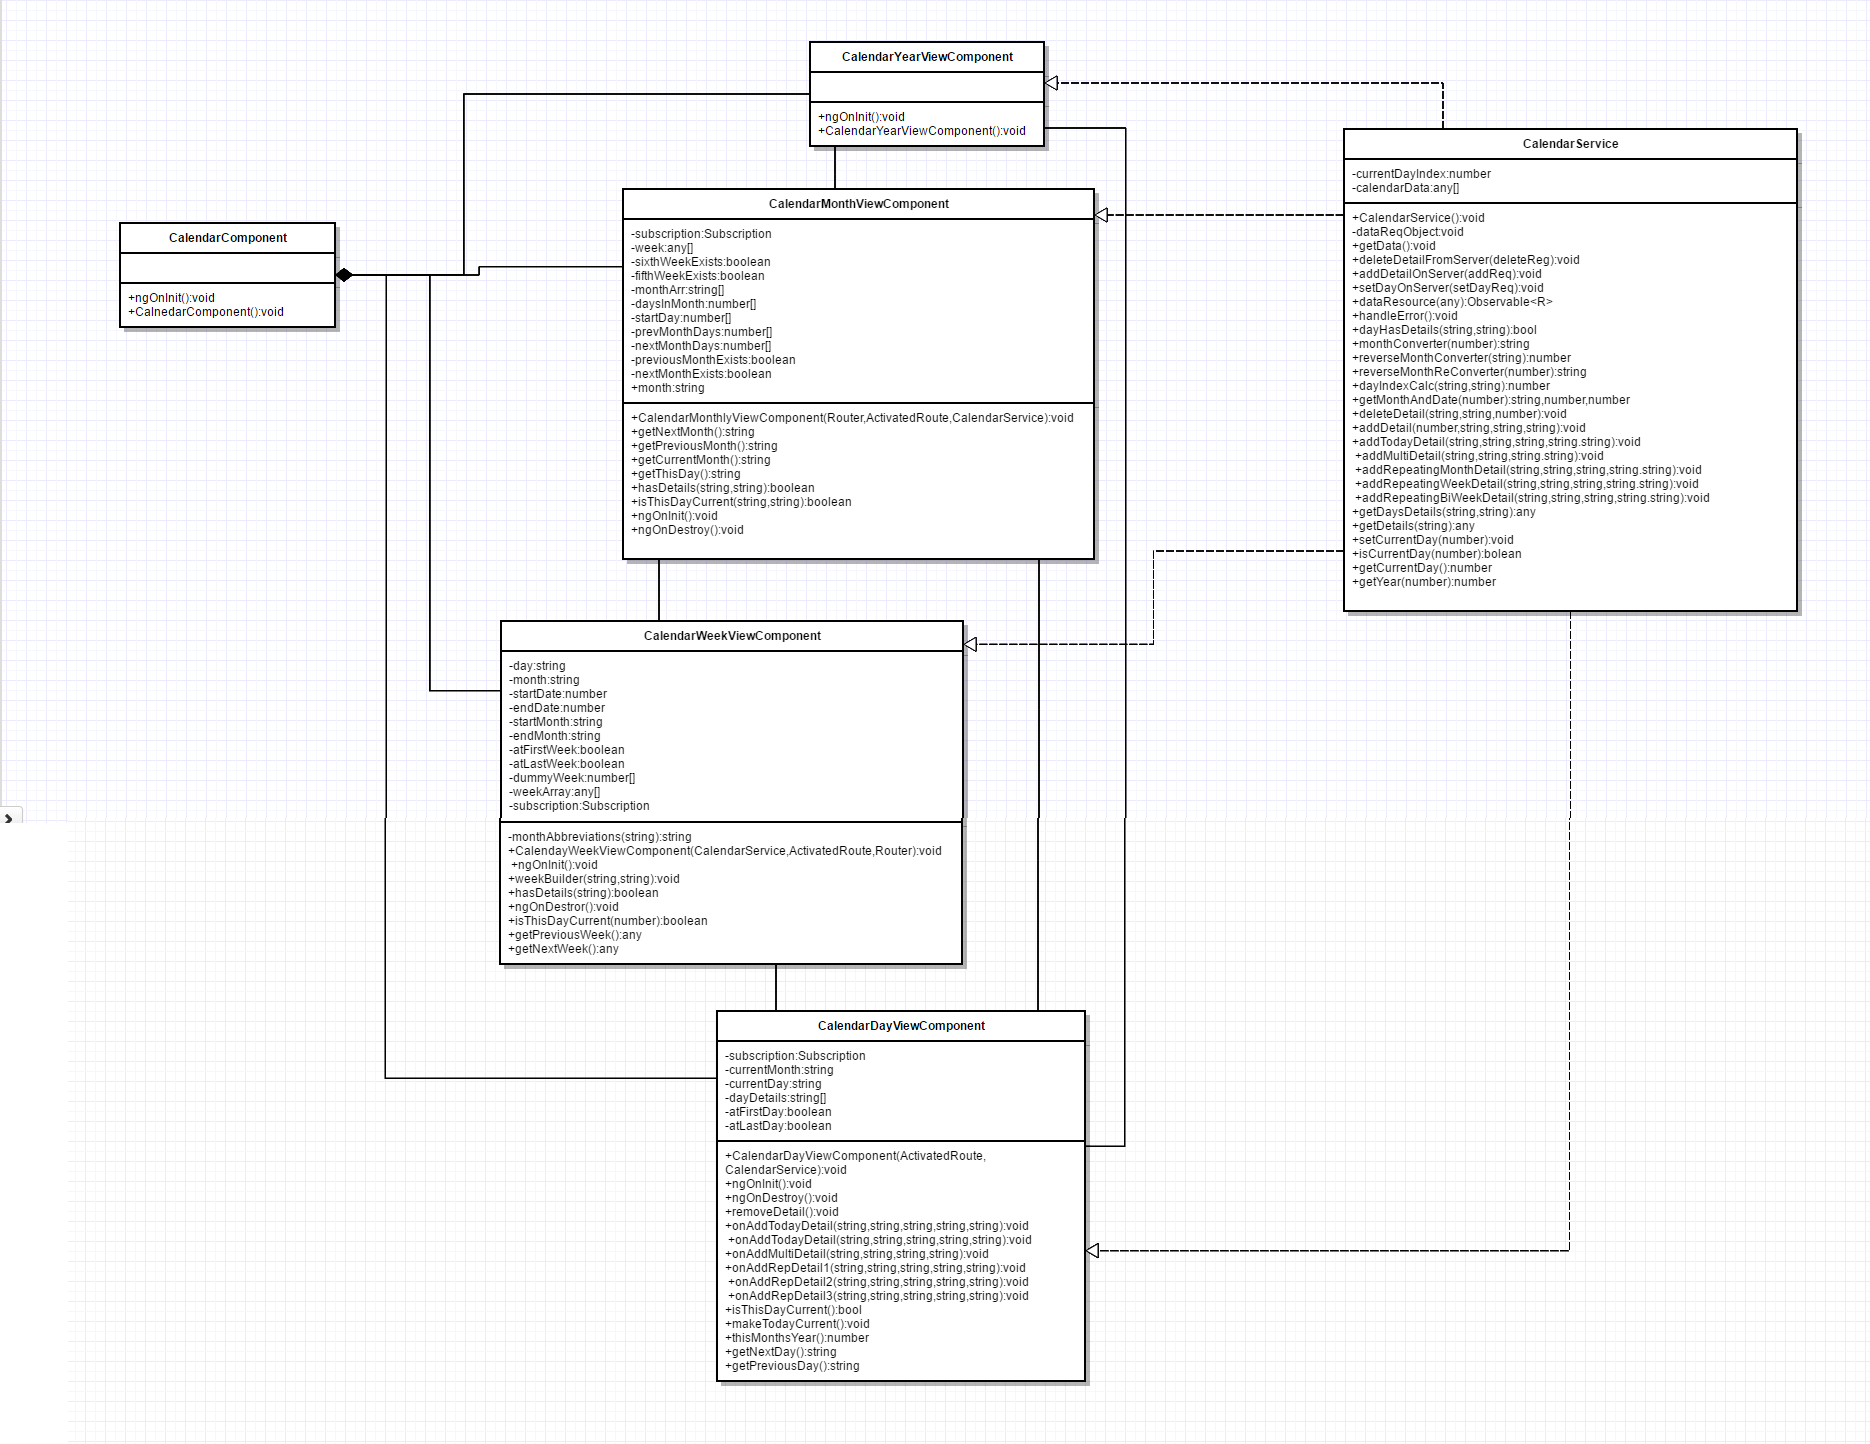 CalendarYearViewComponent
+ngOnInit():void
+CalendarYearViewComponent():void
CalendarService
-currentDayIndex:number
-calendarData:any[]
+CalendarService():void
-dataReqObject:void
+getData():void
+deleteDetailFromServer(deleteReg):void
+addDetailOnServer(addReq):void
+setDayOnServer(setDayReq):void
+dataResource(any):Observable<R>
+handleError():void
+dayHasDetails(string,string):bool
+monthConverter(number):string
+reverseMonthConverter(string):number
+reverseMonthReConverter(number):string
+dayIndexCalc(string,string):number
+getMonthAndDate(number):string,number,number
+deleteDetail(string,string,number):void
+addDetail(number,string,string,string):void
+addTodayDetail(string,string,string,string.string):void
+addMultiDetail(string,string,string.string):void
+addRepeatingMonthDetail(string,string,string,string.string):void
+addRepeatingWeekDetail(string,string,string,string.string):void
+addRepeatingBiWeekDetail(string,string,string,string.string):void
+getDaysDetails(string,string):any
+getDetails(string):any
+setCurrentDay(number):void
+isCurrentDay(number):bolean
+getCurrentDay():number
+getYear(number):number
CalendarMonthViewComponent
-subscription:Subscription
-week:any[]
-sixthWeekExists:boolean
-fifthWeekExists:boolean
-monthArr:string[]
-daysInMonth:number[]
-startDay:number[]
-prevMonthDays:number[]
-nextMonthDays:number[]
-previousMonthExists:boolean
-nextMonthExists:boolean
+month:string
+CalendarMonthlyViewComponent(Router,ActivatedRoute,CalendarService):void
+getNextMonth():string
+getPreviousMonth():string
+getCurrentMonth():string
+getThisDay():string
+hasDetails(string,string):boolean
+isThisDayCurrent(string,string):boolean
+ngOnInit():void
+ngOnDestroy():void
CalendarComponent
+ngOnInit():void
+CalnedarComponent():void
CalendarWeekViewComponent
-day:string
-month:string
-startDate:number
-endDate:number
-startMonth:string
-endMonth:string
-atFirstWeek:boolean
-atLastWeek:boolean
-dummyWeek:number[]
-weekArray:any[]
-subscription:Subscription
-monthAbbreviations(string):string
+CalendayWeekViewComponent(CalendarService,ActivatedRoute,Router):void
+ngOnInit():void
+weekBuilder(string,string):void
+hasDetails(string):boolean
+ngOnDestror():void
+isThisDayCurrent(number):boolean
+getPreviousWeek():any
+getNextWeek():any
CalendarDayViewComponent
-subscription:Subscription
-currentMonth:string
-currentDay:string
-dayDetails:string[]
-atFirstDay:boolean
-atLastDay:boolean
+CalendarDayViewComponent(ActivatedRoute,
CalendarService):void
+ngOnInit():void
+ngOnDestroy():void
+removeDetail():void
+onAddTodayDetail(string,string,string,string,string):void
+onAddTodayDetail(string,string,string,string,string):void
+onAddMultiDetail(string,string,string,string):void
+onAddRepDetail1(string,string,string,string,string):void
+onAddRepDetail2(string,string,string,string,string):void
+onAddRepDetail3(string,string,string,string,string):void
+isThisDayCurrent():bool
+makeTodayCurrent():void
+thisMonthsYear():number
+getNextDay():string
+getPreviousDay():string